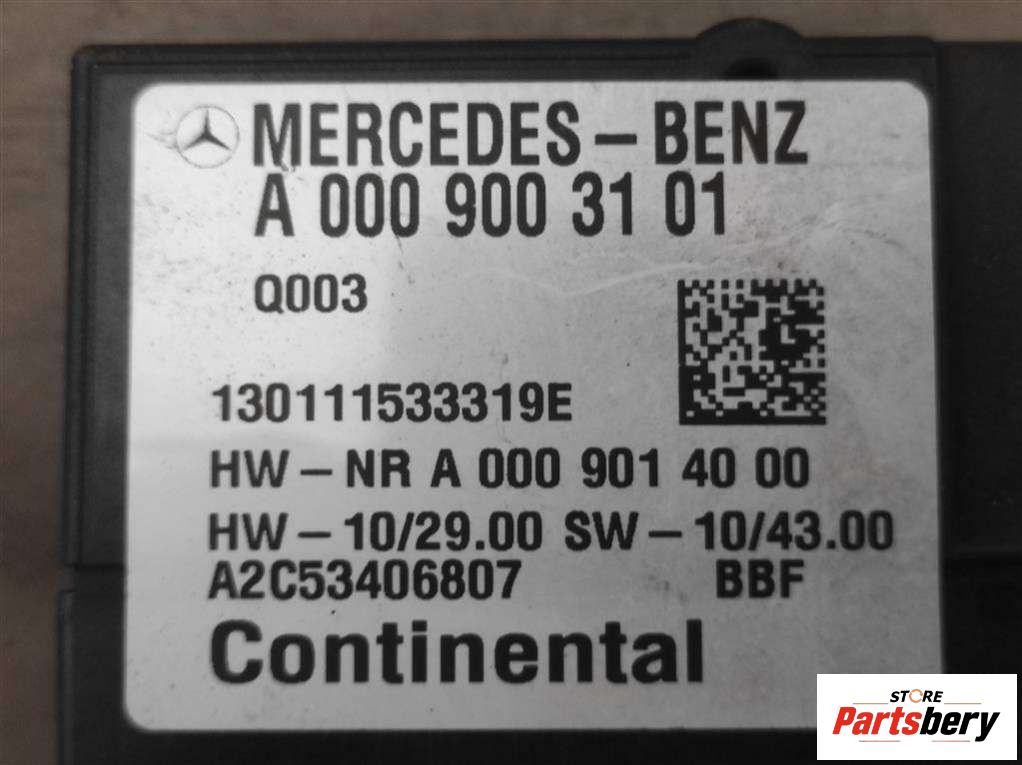 MERCEDES-BENZ
A 000 900 31 01
Q003
130111533319E
HW-NR A 000 901 40 00
HW-10/29.00 SW-10/43.00
A2C53406807 BBF
Continental
STORE
Partsbery